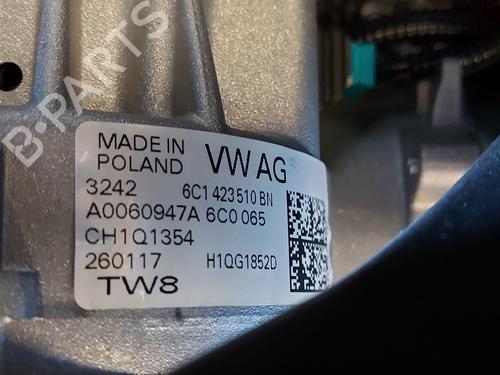 B-PARTS
MADE IN
POLAND VW AG
3242 6C1 423 510 BN
A0060947A 6C0 065
CH1Q1354
260117 H1QG1852D
TW8